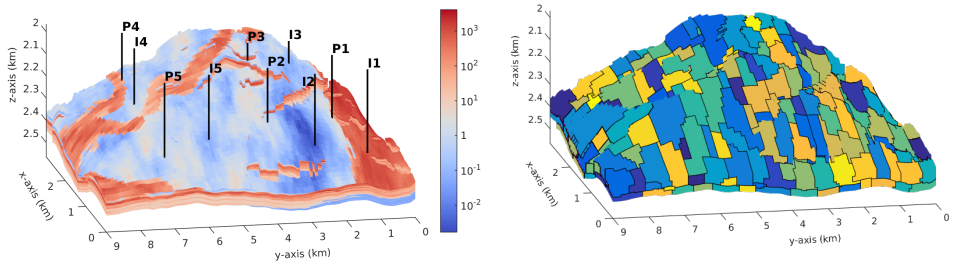 P4
I4
P5
I5
P3
I3
P2
I2
P1
I1
z-axis (km)
2
2.1
2.2
2.3
2.4
2.5
x-axis (km)
2
1
0
9
8
7
6
5
4
3
2
1
0
y-axis (km)
10³
10²
10¹
1
10⁻¹
10⁻²
z-axis (km)
2
2.1
2.2
2.3
2.4
2.5
x-axis (km)
2
1
0
9
8
7
6
5
4
3
2
1
0
y-axis (km)